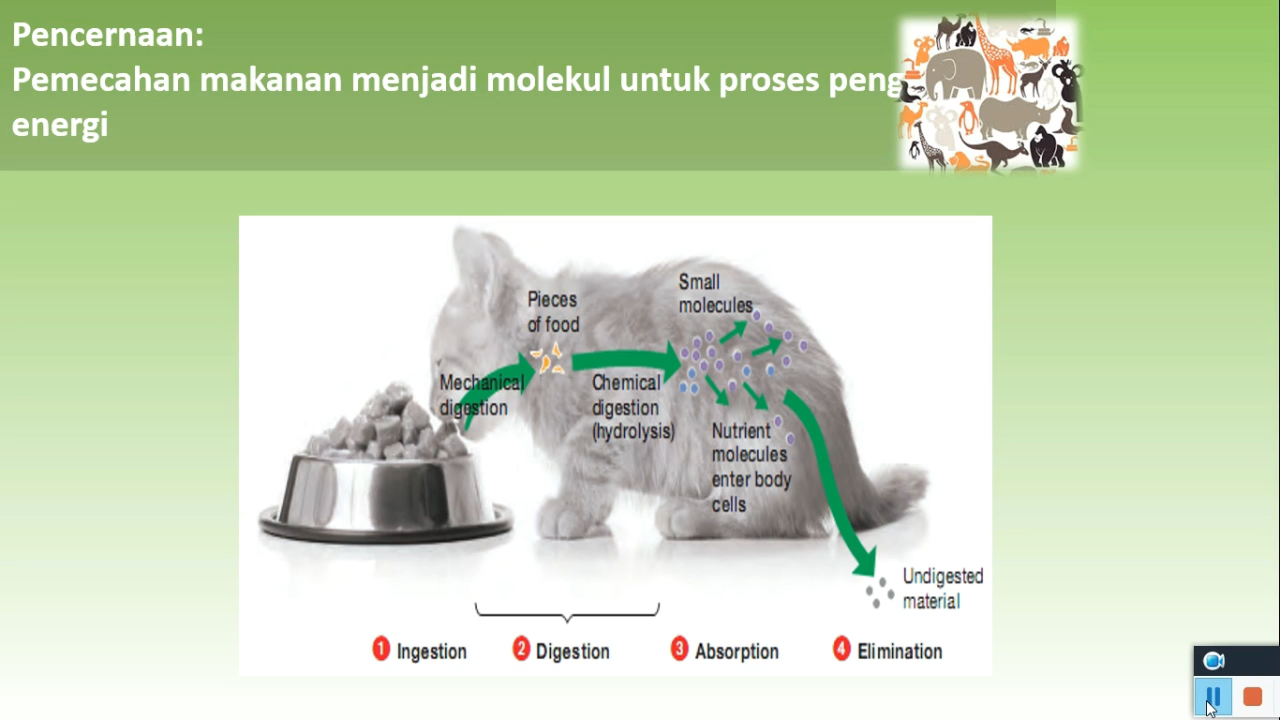 Pencernaan:
Pemecahan makanan menjadi molekul untuk proses
energi
Pieces
of food
Small
molecules
Mechanical
digestion
Chemical
digestion
(hydrolysis)
Nutrient
molecules
enter body
cells
Undigested
material
1 Ingestion
2 Digestion
3 Absorption
4 Elimination